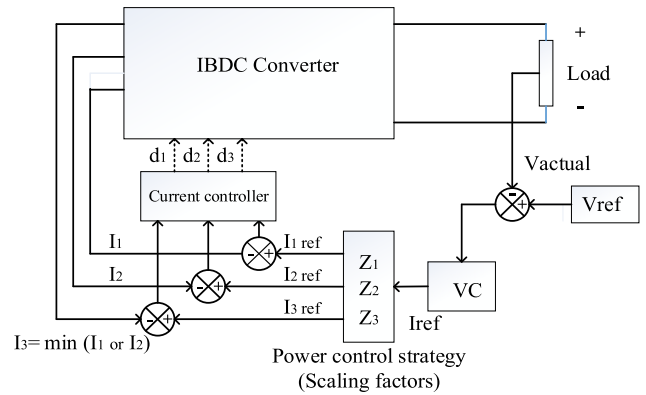 IBDC Converter
+
Load
-
d1 d2 d3
Vactual
Current controller
- + Vref
I1 - + I1 ref
Z1
I2 - + I2 ref
Z2
VC
I3 ref
Z3
- +
Iref
I3= min (I1 or I2)
Power control strategy
(Scaling factors)